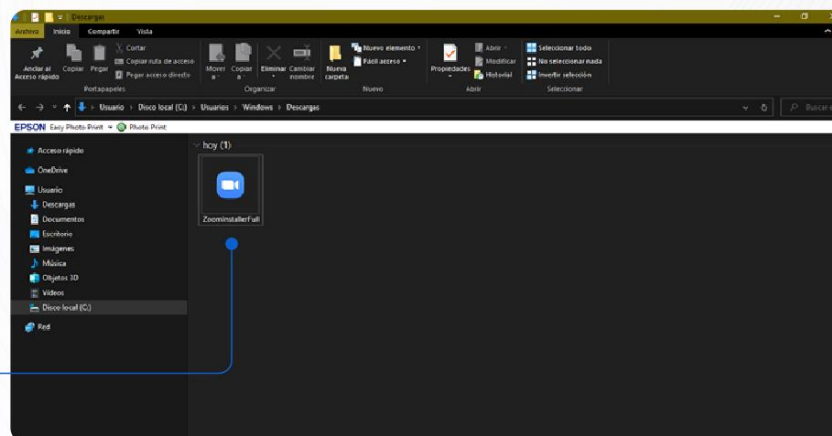 Descargas
Archivo Inicio Compartir Vista
Anclar al Acceso rápido
Copiar
Pegar
Cortar
Copiar ruta de acceso
Pegar acceso directo
Portapapeles
Mover a
Copiar a
Eliminar
Cambiar nombre
Organizar
Nueva carpeta
Nuevo elemento
Fácil acceso
Nuevo
Propiedades
Abrir
Modificar
Historial
Abrir
Seleccionar todo
No seleccionar nada
Invertir selección
Seleccionar
> Usuario > Disco local (C:) > Usuarios > Windows > Descargas
Buscar e
EPSON Easy Photo Print Photo Print
Acceso rápido
OneDrive
Usuario
Descargas
Documentos
Escritorio
Imágenes
Música
Objetos 3D
Vídeos
Disco local (C:)
Red
hoy (1)
ZoomInstallerFull